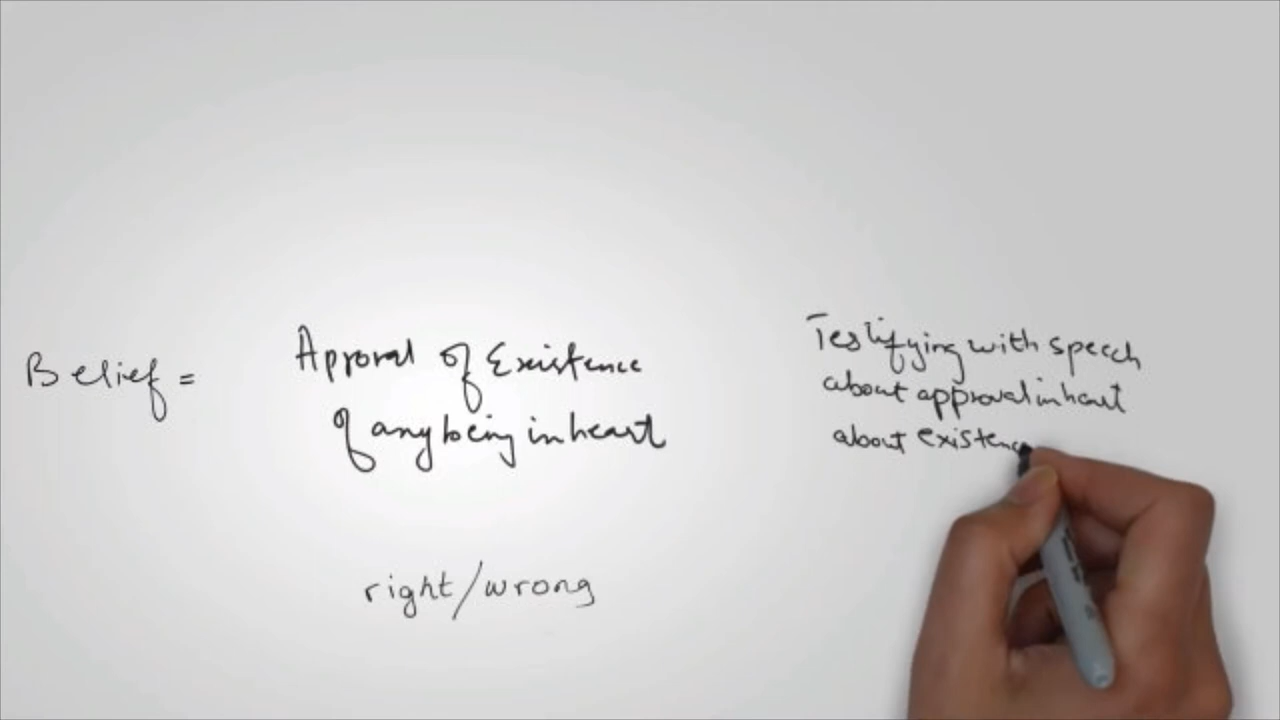 Belief =
Approval of Existence
of any being in heart
right/wrong
Testifying with speech
about approval in heart
about existenc